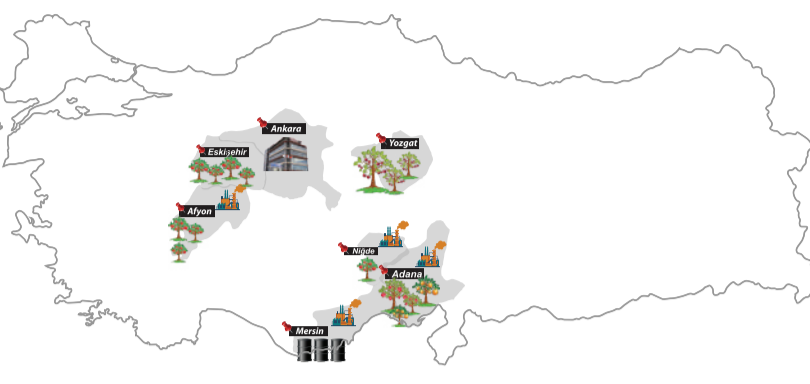 Ankara
Yozgat
Eskişehir
Afyon
Niğde
Adana
Mersin